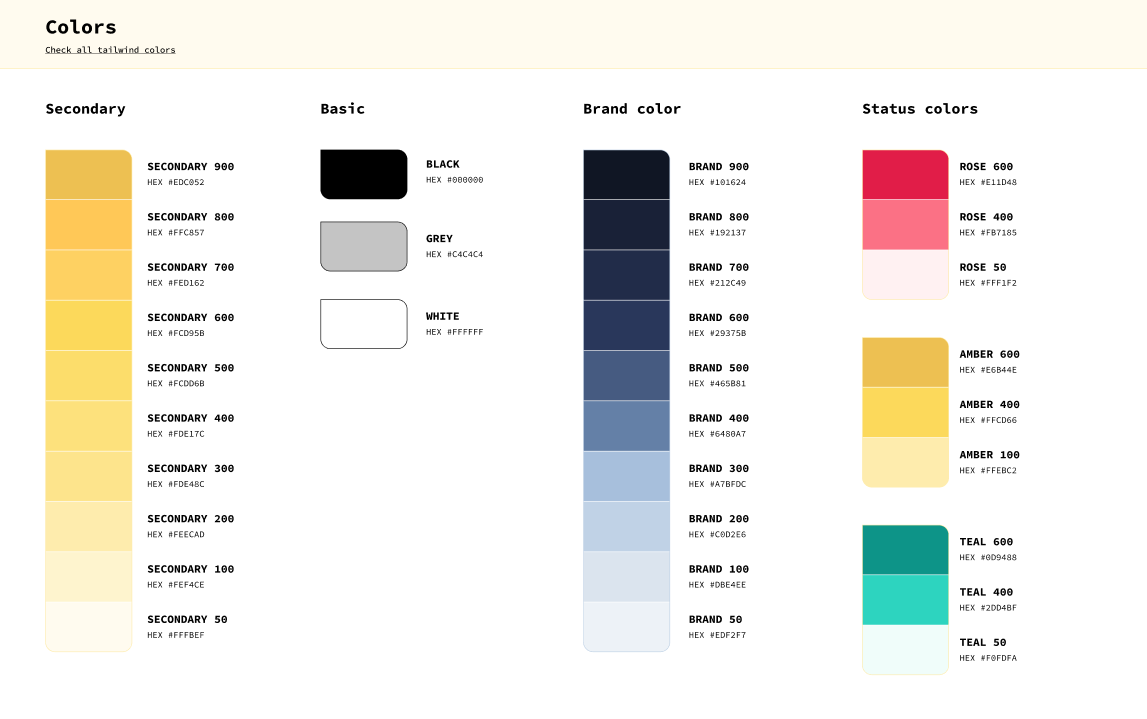 Colors
Check all tailwind colors
Secondary
SECONDARY 900
HEX #EDC052
SECONDARY 800
HEX #FFC857
SECONDARY 700
HEX #FED162
SECONDARY 600
HEX #FCD95B
SECONDARY 500
HEX #FCDD6B
SECONDARY 400
HEX #FDE17C
SECONDARY 300
HEX #FDE48C
SECONDARY 200
HEX #FEECAD
SECONDARY 100
HEX #FEF4CE
SECONDARY 50
HEX #FFFBEF
Basic
BLACK
HEX #000000
GREY
HEX #C4C4C4
WHITE
HEX #FFFFFF
Brand color
BRAND 900
HEX #101624
BRAND 800
HEX #192137
BRAND 700
HEX #212C49
BRAND 600
HEX #29375B
BRAND 500
HEX #465B81
BRAND 400
HEX #6480A7
BRAND 300
HEX #A7BFDC
BRAND 200
HEX #C0D2E6
BRAND 100
HEX #DBE4EE
BRAND 50
HEX #EDF2F7
Status colors
ROSE 600
HEX #E11D48
ROSE 400
HEX #FB7185
ROSE 50
HEX #FFF1F2
AMBER 600
HEX #E6B44E
AMBER 400
HEX #FFCD66
AMBER 100
HEX #FFEBC2
TEAL 600
HEX #0D9488
TEAL 400
HEX #2DD4BF
TEAL 50
HEX #F0FDFA